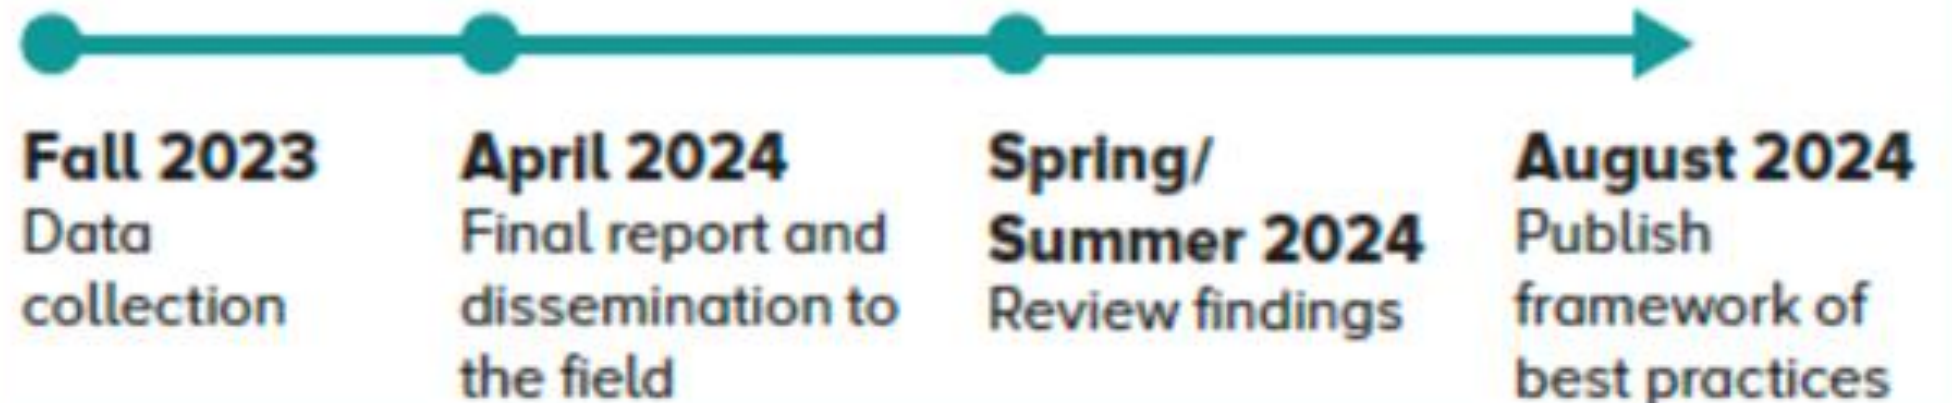 Fall 2023
Data
collection
April 2024
Final report and
dissemination to
the field
Spring/
Summer 2024
Review findings
August 2024
Publish
framework of
best practices